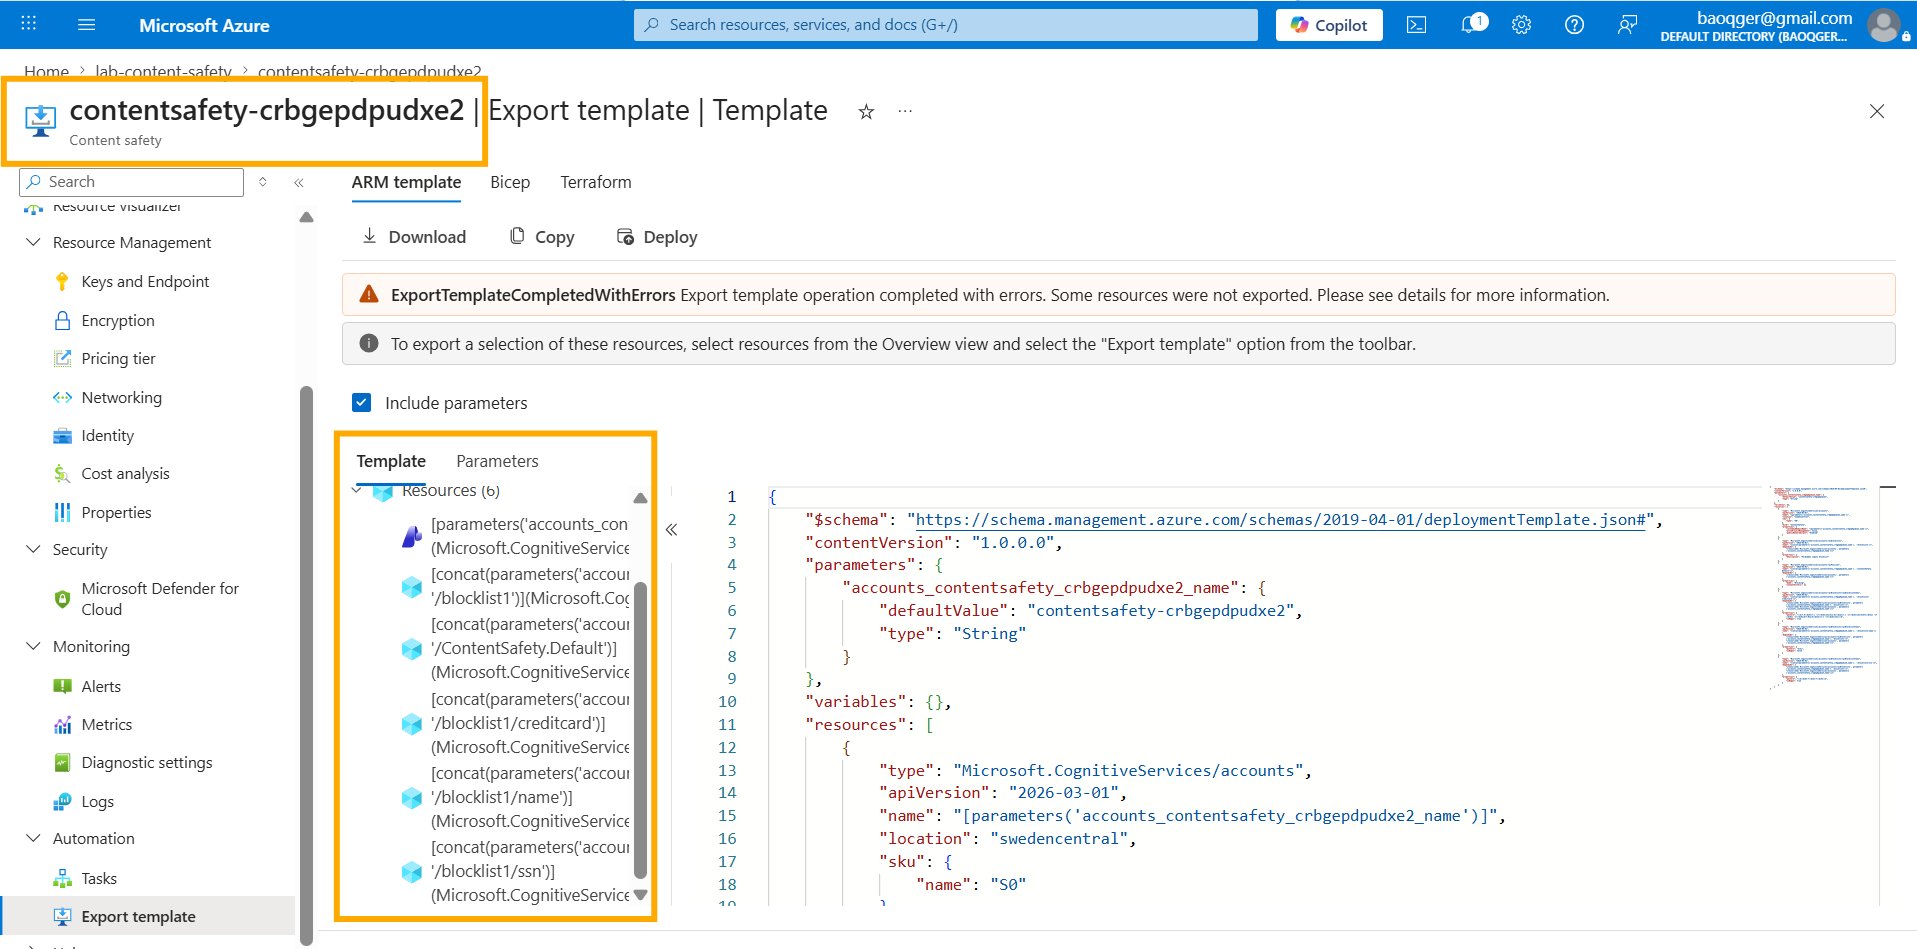 Microsoft Azure
Search resources, services, and docs (G+/)
Copilot
1
baoqger@gmail.com
DEFAULT DIRECTORY (BAOQGER...
Home > lab-content-safety > contentsafety-crbgepdpudxe2
contentsafety-crbgepdpudxe2 | Export template | Template
Content safety
Search
Resource visualizer
Resource Management
Keys and Endpoint
Encryption
Pricing tier
Networking
Identity
Cost analysis
Properties
Security
Microsoft Defender for
Cloud
Monitoring
Alerts
Metrics
Diagnostic settings
Logs
Automation
Tasks
Export template
ARM template Bicep Terraform
Download Copy Deploy
ExportTemplateCompletedWithErrors Export template operation completed with errors. Some resources were not exported. Please see details for more information.
To export a selection of these resources, select resources from the Overview view and select the "Export template" option from the toolbar.
Include parameters
Template Parameters
Resources (6)
[parameters('accounts_con
(Microsoft.CognitiveService
[concat(parameters('accour
'/blocklist1')](Microsoft.Cog
[concat(parameters('accour
'/ContentSafety.Default')]
(Microsoft.CognitiveService
[concat(parameters('accour
'/blocklist1/creditcard')]
(Microsoft.CognitiveService
[concat(parameters('accour
'/blocklist1/name')]
(Microsoft.CognitiveService
[concat(parameters('accour
'/blocklist1/ssn')]
(Microsoft.CognitiveService
1 {
2 "$schema": "https://schema.management.azure.com/schemas/2019-04-01/deploymentTemplate.json#",
3 "contentVersion": "1.0.0.0",
4 "parameters": {
5 "accounts_contentsafety_crbgepdpudxe2_name": {
6 "defaultValue": "contentsafety-crbgepdpudxe2",
7 "type": "String"
8 }
9 },
10 "variables": {},
11 "resources": [
12 {
13 "type": "Microsoft.CognitiveServices/accounts",
14 "apiVersion": "2026-03-01",
15 "name": "[parameters('accounts_contentsafety_crbgepdpudxe2_name')]",
16 "location": "swedencentral",
17 "sku": {
18 "name": "S0"
19 }